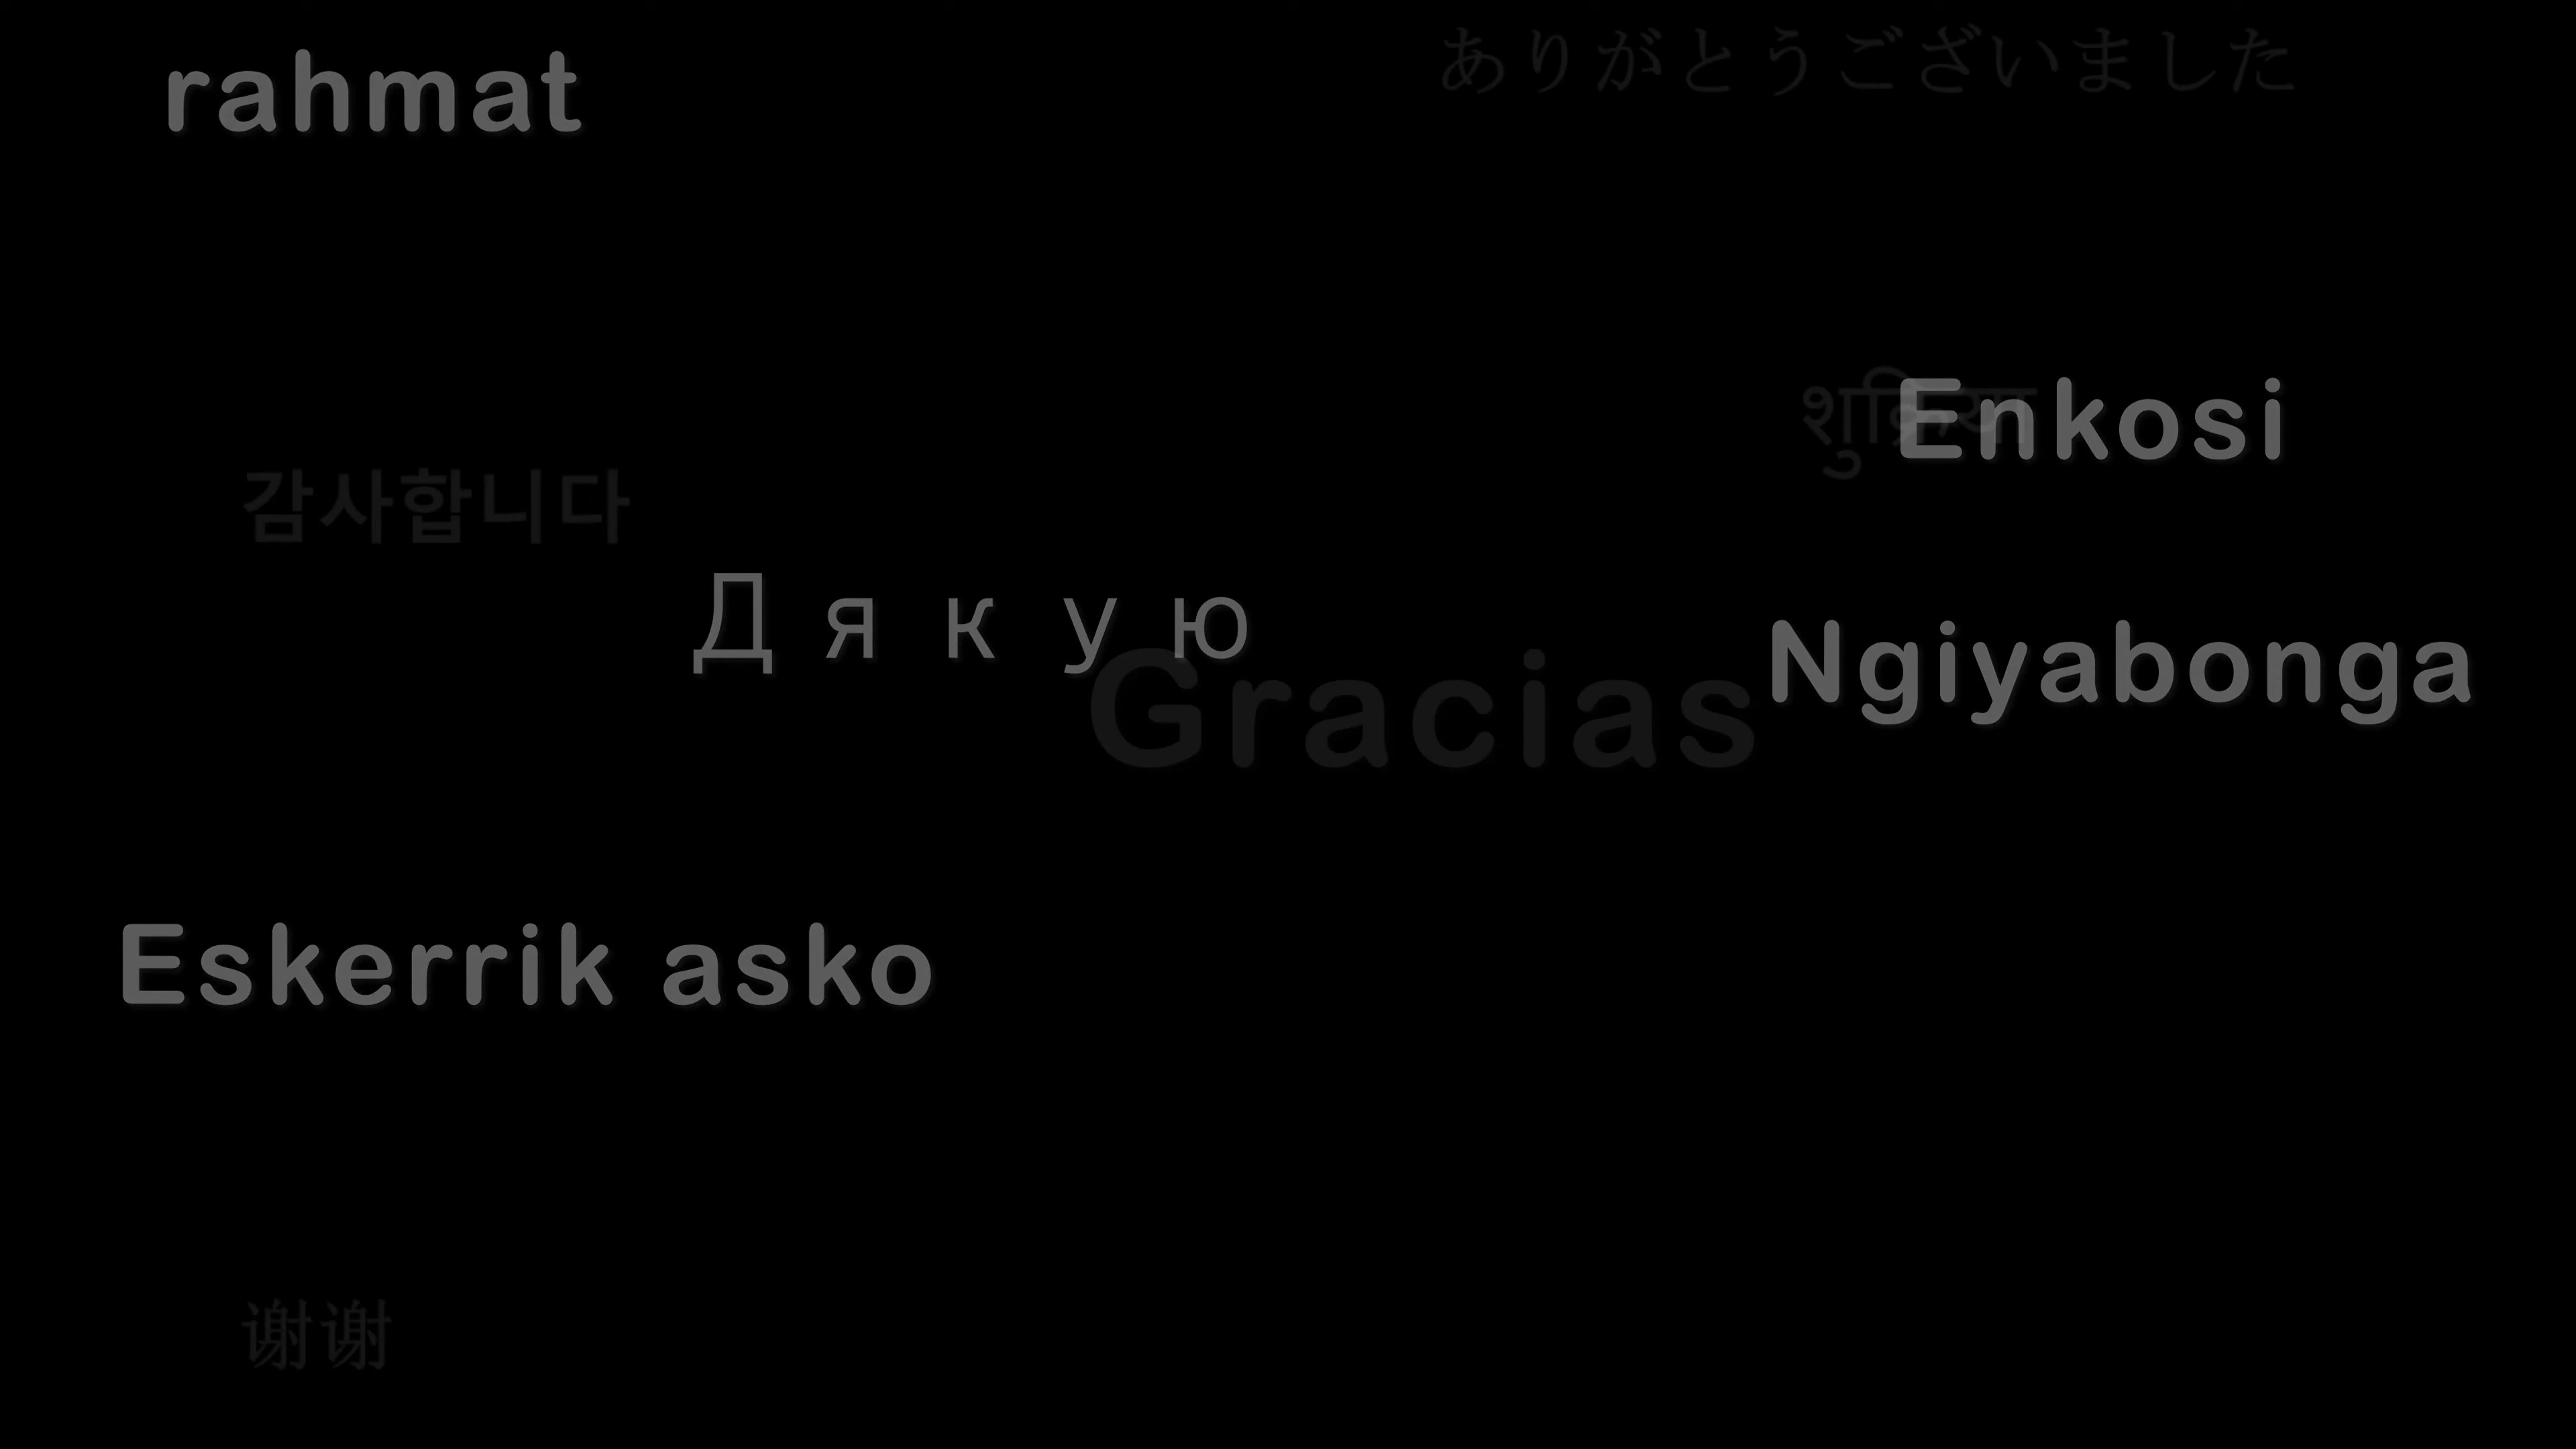 rahmat
ありがとうございました
शुक्रिया
Enkosi
감사합니다
Дякую
Gracias
Ngiyabonga
Eskerrik asko
谢谢